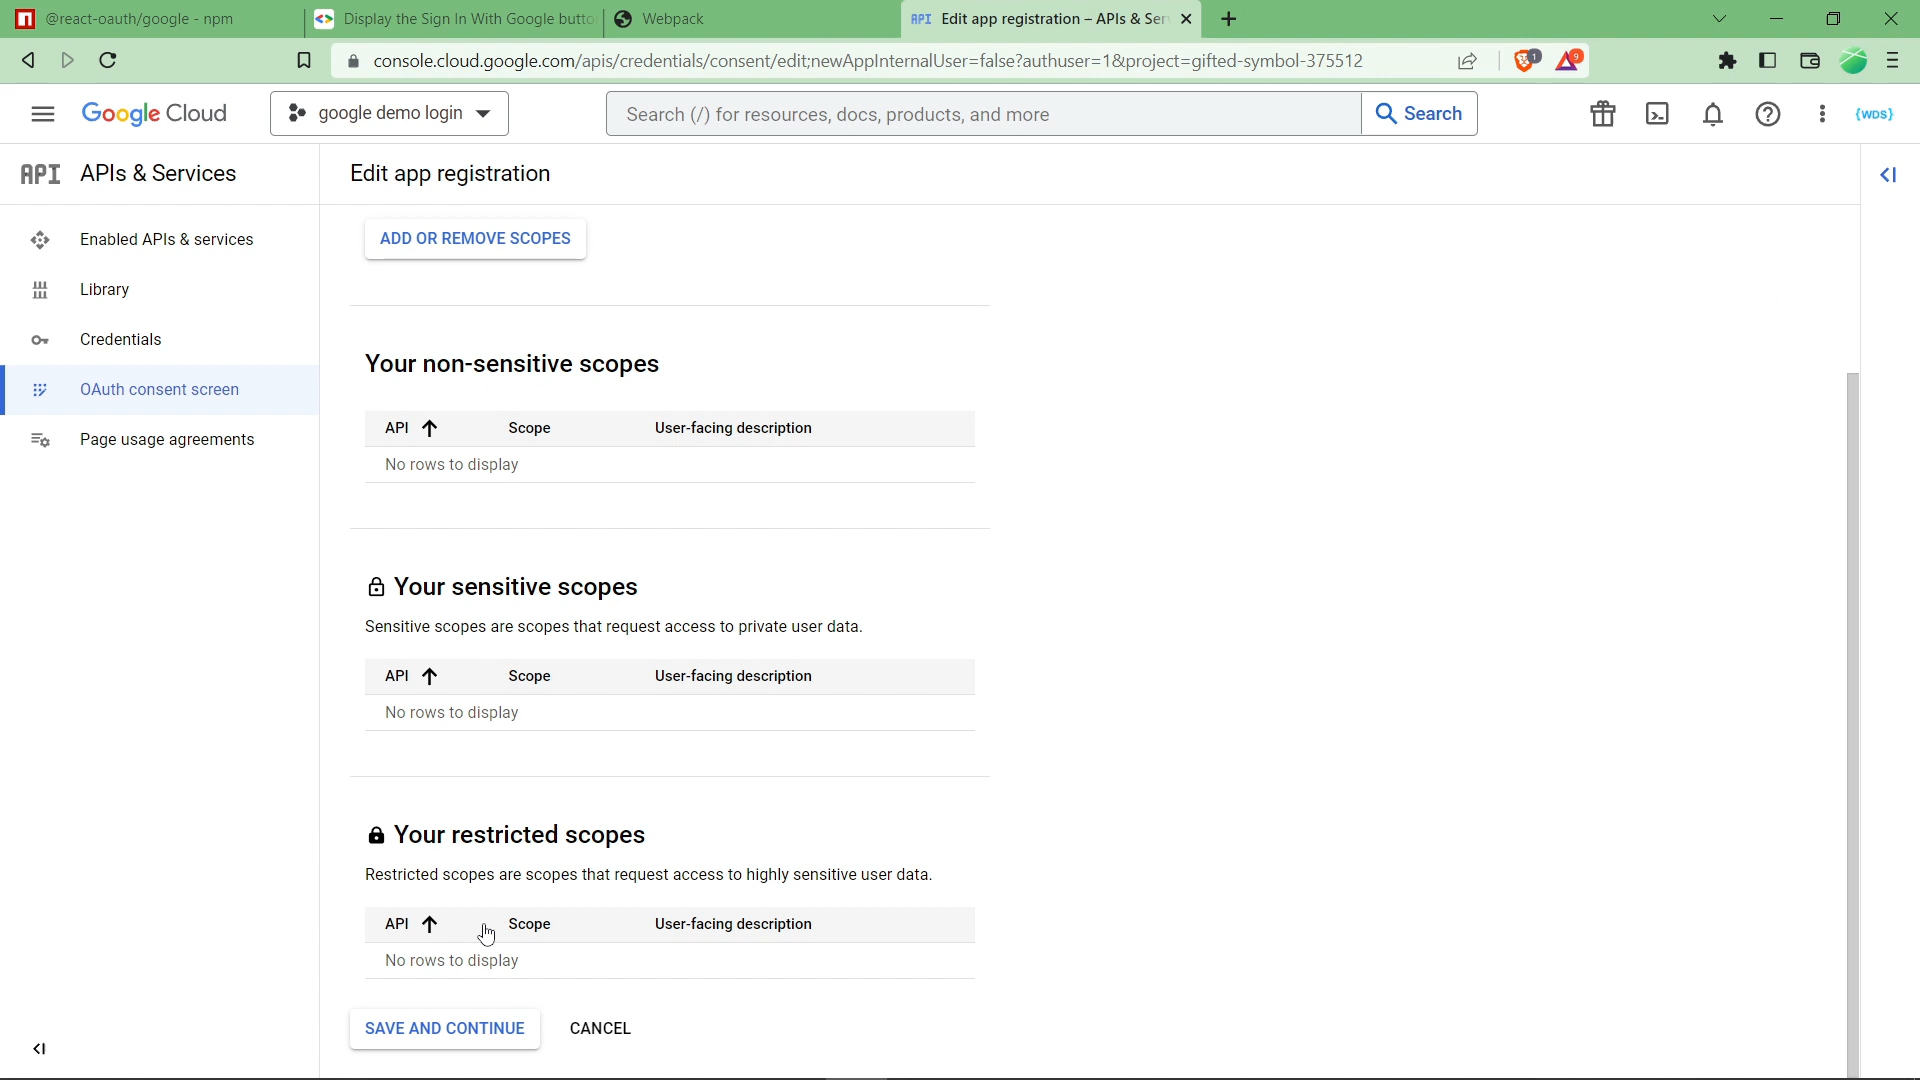 @react-oauth/google - npm
Display the Sign In With Google butto
Webpack
API Edit app registration – APIs & Ser
console.cloud.google.com/apis/credentials/consent/edit;newAppInternalUser=false?authuser=1&project=gifted-symbol-375512
1
9
Google Cloud
google demo login
Search (/) for resources, docs, products, and more
Search
{WDS}
API APIs & Services
Edit app registration
Enabled APIs & services
Library
Credentials
OAuth consent screen
Page usage agreements
ADD OR REMOVE SCOPES
Your non-sensitive scopes
API Scope User-facing description
No rows to display
Your sensitive scopes
Sensitive scopes are scopes that request access to private user data.
API Scope User-facing description
No rows to display
Your restricted scopes
Restricted scopes are scopes that request access to highly sensitive user data.
API Scope User-facing description
No rows to display
SAVE AND CONTINUE CANCEL